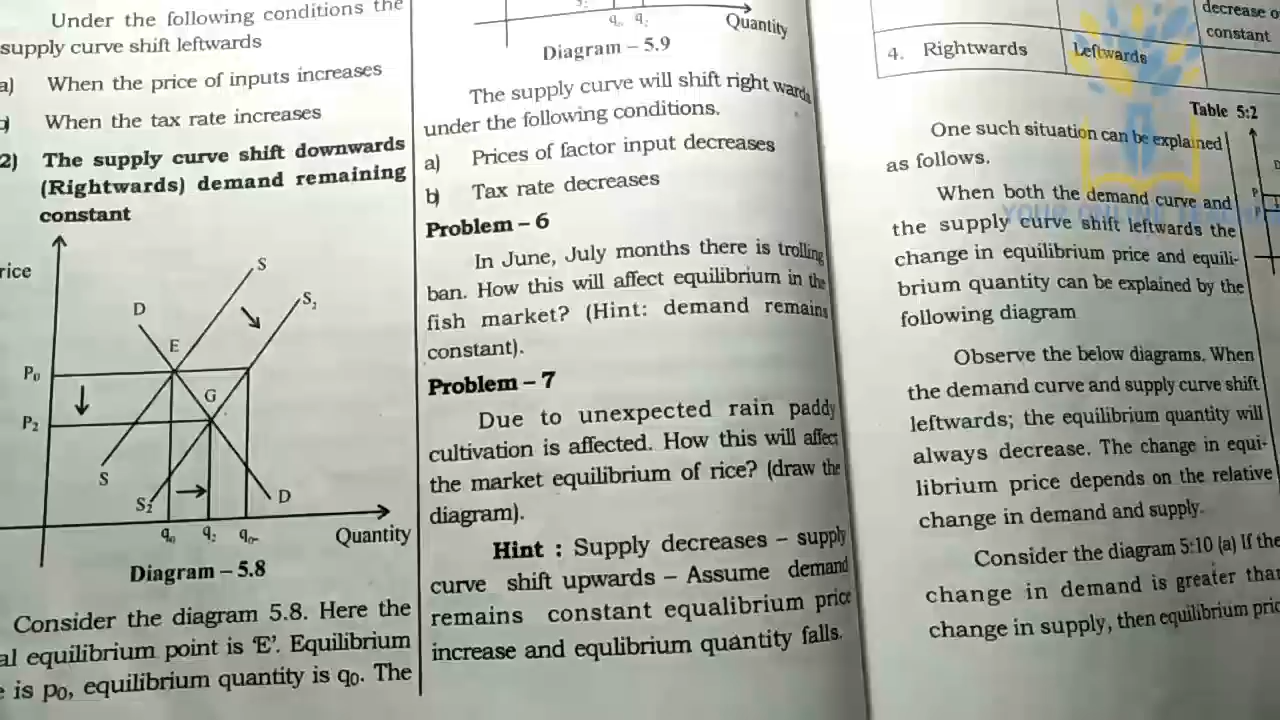 Under the following conditions the
supply curve shift leftwards
a) When the price of inputs increases
When the tax rate increases
2) The supply curve shift downwards
(Rightwards) demand remaining
constant
rice
S
S₂
D
E
P₀
G
P₂
S
S₂
D
q₀ q₂ q₀
Quantity
Diagram – 5.8
Consider the diagram 5.8. Here the
al equilibrium point is 'E'. Equilibrium
is p₀, equilibrium quantity is q₀. The
q₀ q₂ Quantity
Diagram – 5.9
The supply curve will shift right wards
under the following conditions.
a) Prices of factor input decreases
b) Tax rate decreases
Problem – 6
In June, July months there is trolling
ban. How this will affect equilibrium in the
fish market? (Hint: demand remains
constant).
Problem – 7
Due to unexpected rain paddy
cultivation is affected. How this will affect
the market equilibrium of rice? (draw the
diagram).
Hint : Supply decreases – supply
curve shift upwards – Assume demand
remains constant equalibrium price
increase and equlibrium quantity falls.
decrease o
constant
4. Rightwards Leftwards
Table 5:2
One such situation can be explained
as follows.
When both the demand curve and
the supply curve shift leftwards the
change in equilibrium price and equili-
brium quantity can be explained by the
following diagram
Observe the below diagrams. When
the demand curve and supply curve shift
leftwards; the equilibrium quantity will
always decrease. The change in equi-
librium price depends on the relative
change in demand and supply.
Consider the diagram 5:10 (a) If the
change in demand is greater than
change in supply, then equilibrium pric
YOUR ONLINE